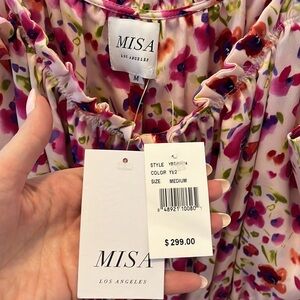 MISA
LOS ANGELES
M
STYLE
COLOR
SIZE MEDIUM
$299.00
MISA
LOS ANGELES